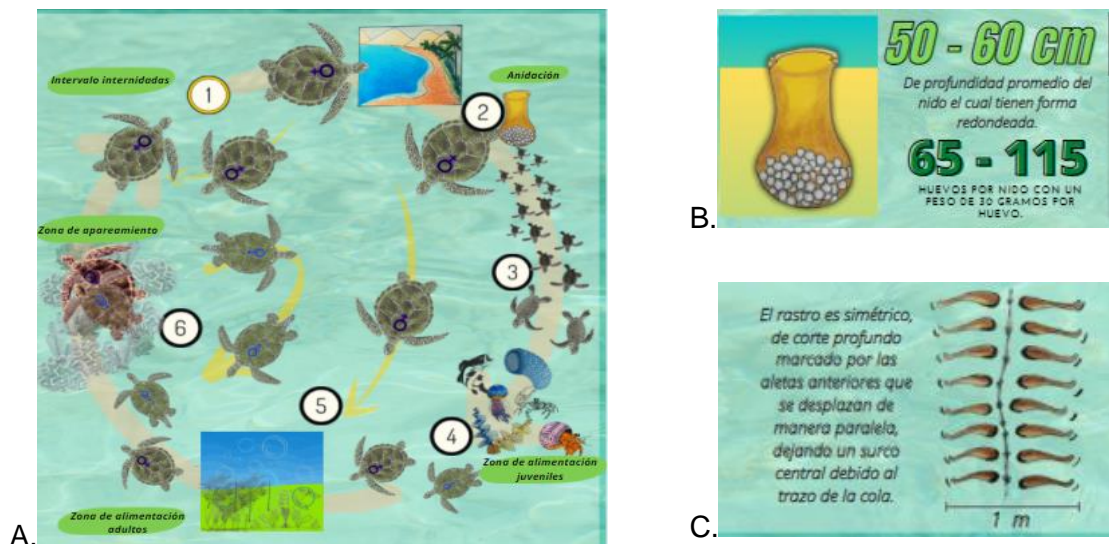 Intervalo internidadas
1
Anidación
2
Zona de apareamiento
3
6
5
4
Zona de alimentación
juveniles
Zona de alimentación
adultos
A.
50 - 60 cm
De profundidad promedio del
nido el cual tienen forma
redondeada.
65 - 115
HUEVOS POR NIDO CON UN
PESO DE 30 GRAMOS POR
HUEVO.
B.
El rastro es simétrico,
de corte profundo
marcado por las
aletas anteriores que
se desplazan de
manera paralela,
dejando un surco
central debido al
trazo de la cola.
1 m
C.